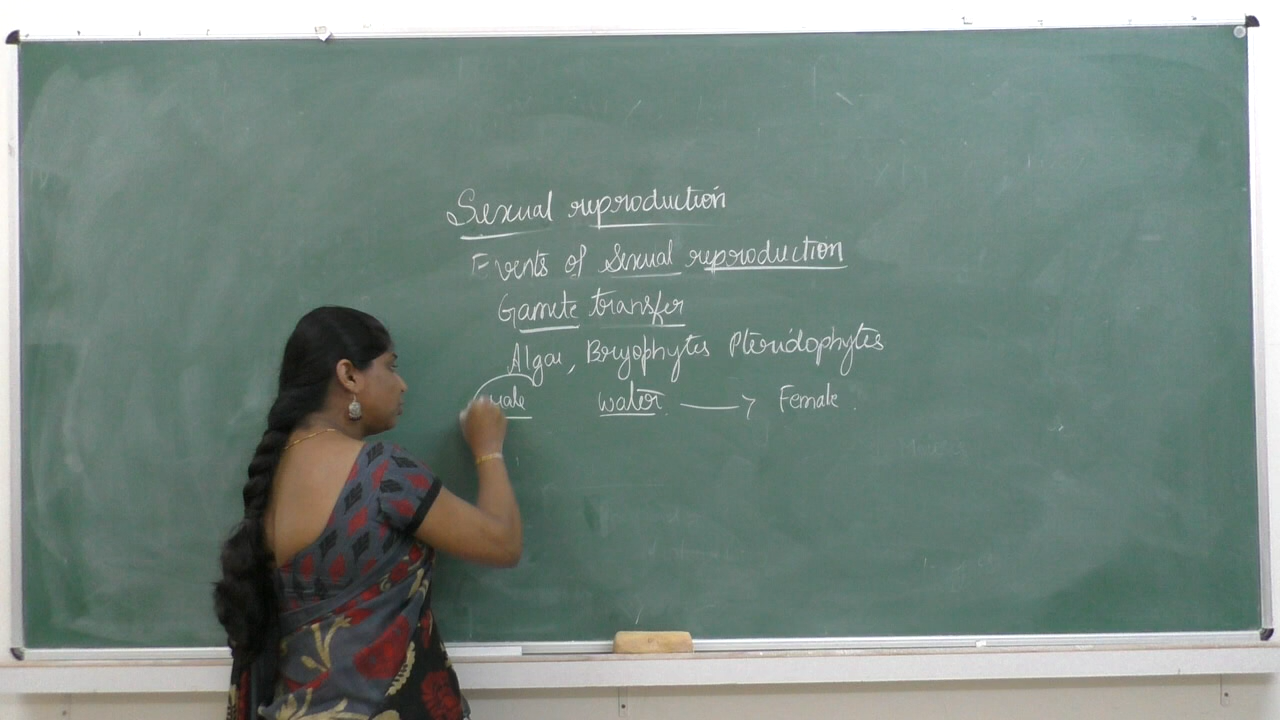 Sexual reproduction
Events of Sexual reproduction
Gamete transfer
Algae, Bryophytes Pteridophytes
male water. → Female.